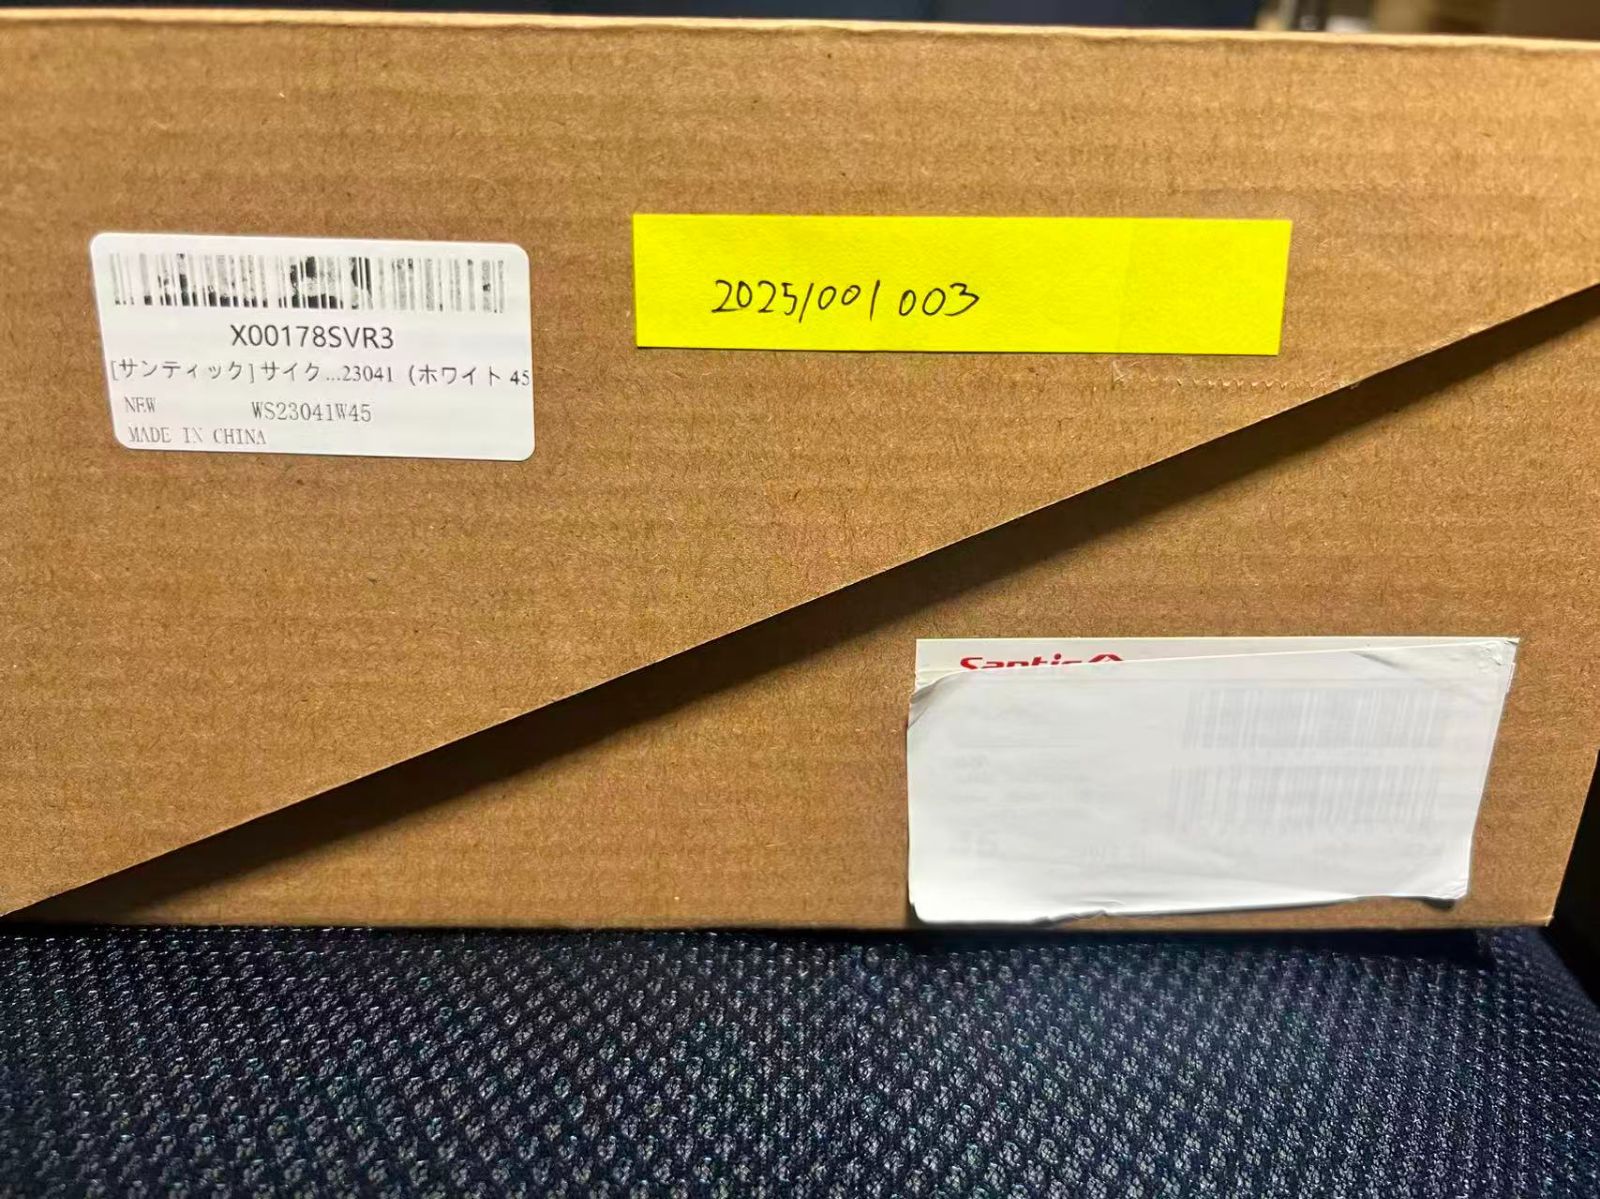 X00178SVR3
[サンティック]サイク...23041 (ホワイト 45
NEW WS23041W45
MADE IN CHINA
2025/001 003
Santic